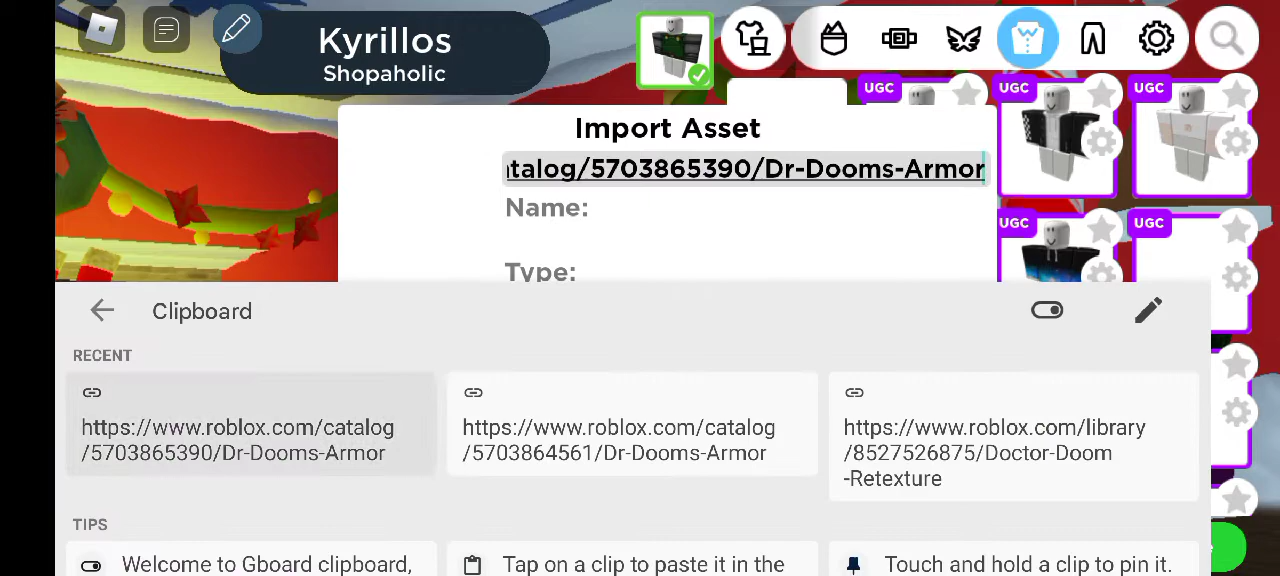 Kyrillos
Shopaholic
UGC
UGC
UGC
Import Asset
talog/5703865390/Dr-Dooms-Armor
Name:
UGC
UGC
Type:
Clipboard
RECENT
https://www.roblox.com/catalog
/5703865390/Dr-Dooms-Armor
https://www.roblox.com/catalog
/5703864561/Dr-Dooms-Armor
https://www.roblox.com/library
/8527526875/Doctor-Doom
-Retexture
TIPS
Welcome to Gboard clipboard,
Tap on a clip to paste it in the
Touch and hold a clip to pin it.